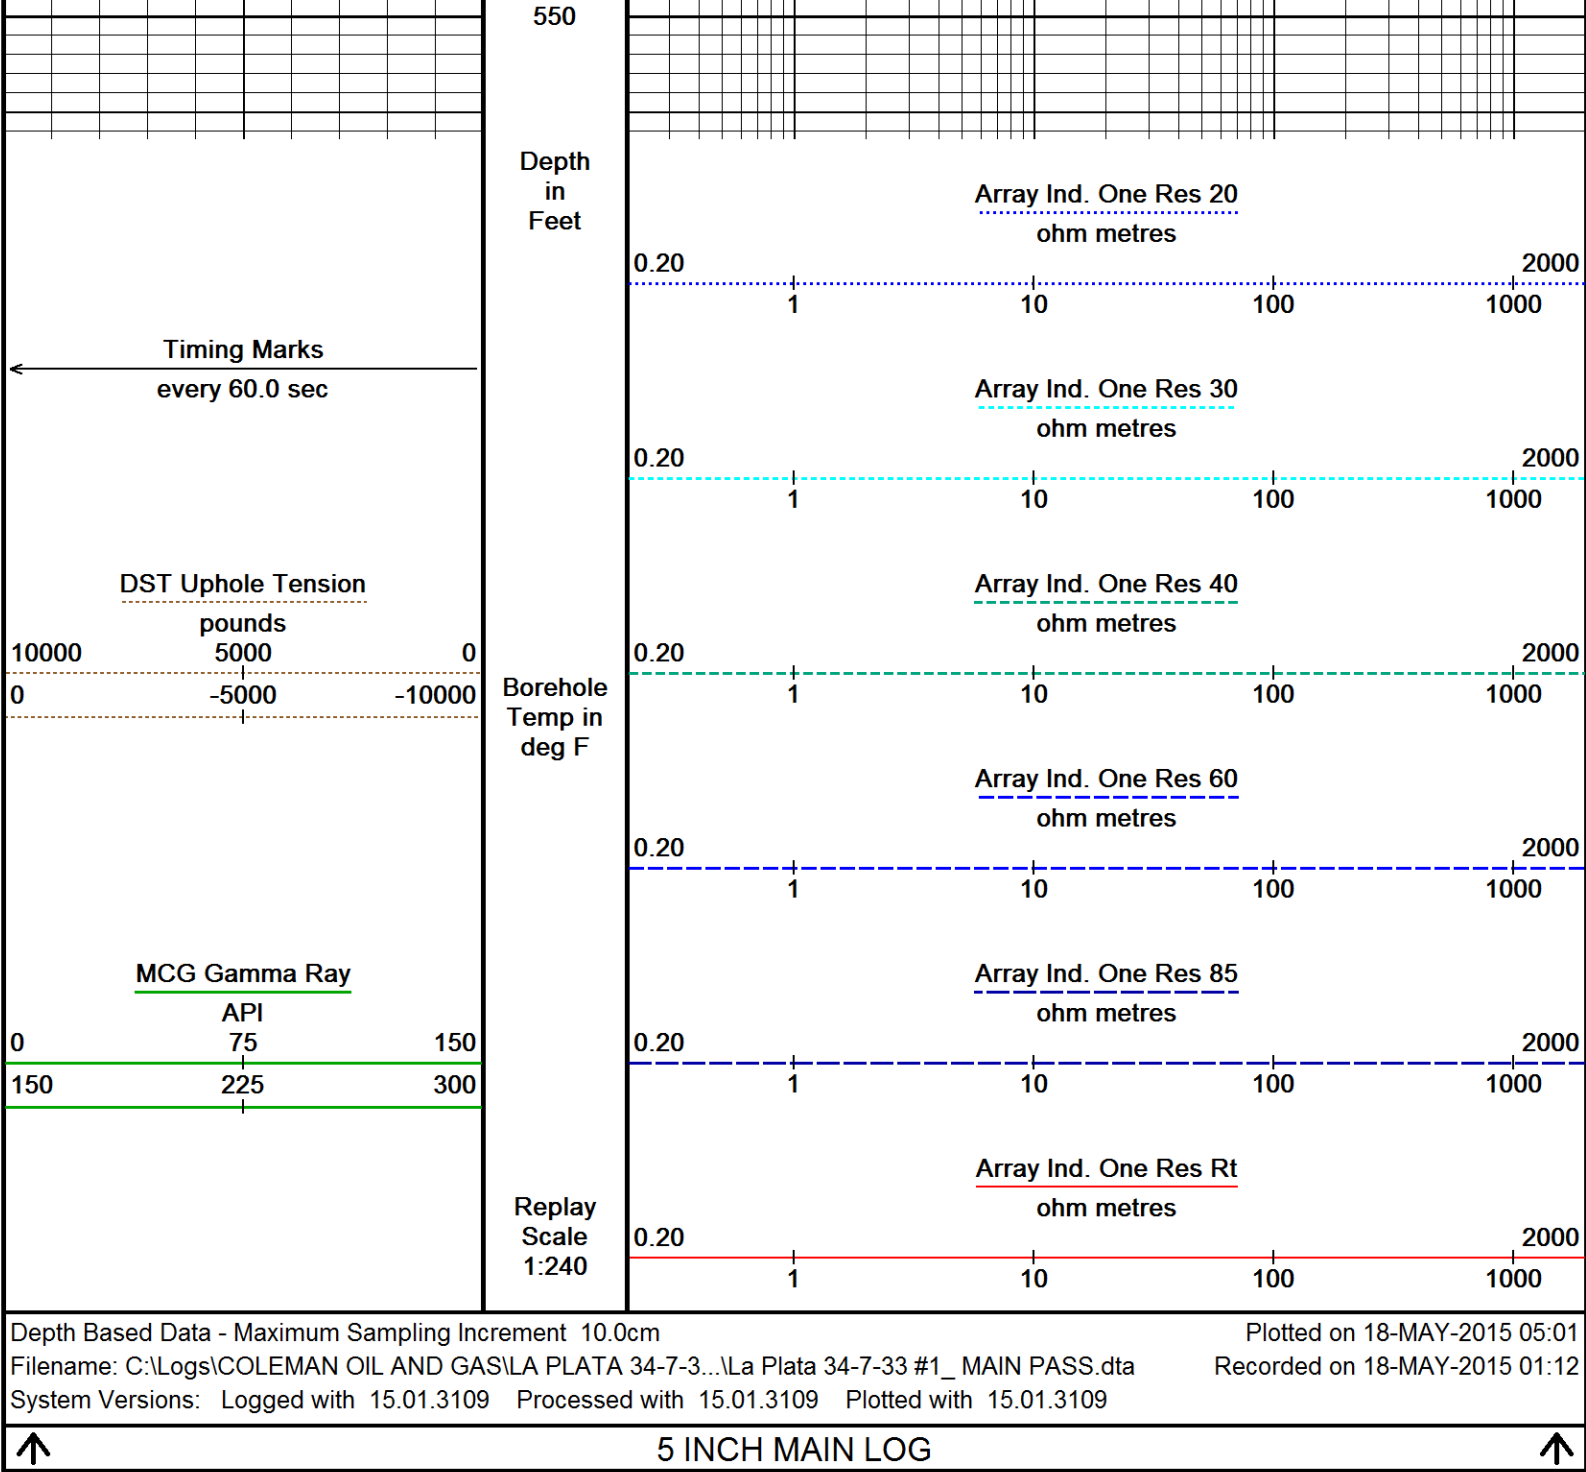 550
Depth
in
Feet
Timing Marks
every 60.0 sec
DST Uphole Tension
pounds
10000 5000 0
0 -5000 -10000
MCG Gamma Ray
API
0 75 150
150 225 300
Borehole
Temp in
deg F
Replay
Scale
1:240
Array Ind. One Res 20
ohm metres
0.20 2000
1 10 100 1000
Array Ind. One Res 30
ohm metres
0.20 2000
1 10 100 1000
Array Ind. One Res 40
ohm metres
0.20 2000
1 10 100 1000
Array Ind. One Res 60
ohm metres
0.20 2000
1 10 100 1000
Array Ind. One Res 85
ohm metres
0.20 2000
1 10 100 1000
Array Ind. One Res Rt
ohm metres
0.20 2000
1 10 100 1000
Depth Based Data - Maximum Sampling Increment 10.0cm Plotted on 18-MAY-2015 05:01
Filename: C:\Logs\COLEMAN OIL AND GAS\LA PLATA 34-7-3...\La Plata 34-7-33 #1_ MAIN PASS.dta Recorded on 18-MAY-2015 01:12
System Versions: Logged with 15.01.3109 Processed with 15.01.3109 Plotted with 15.01.3109
5 INCH MAIN LOG